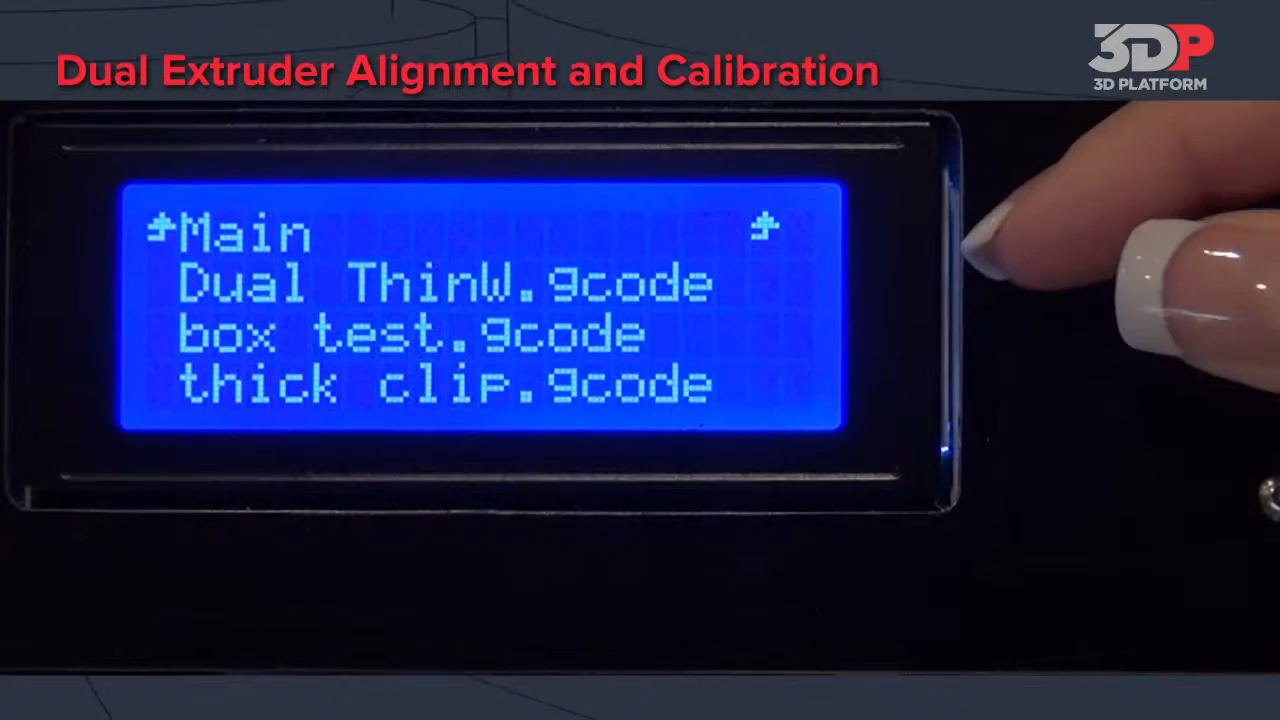 Dual Extruder Alignment and Calibration
3DP
3D PLATFORM
Main
Dual ThinW.gcode
box test.gcode
thick clip.gcode